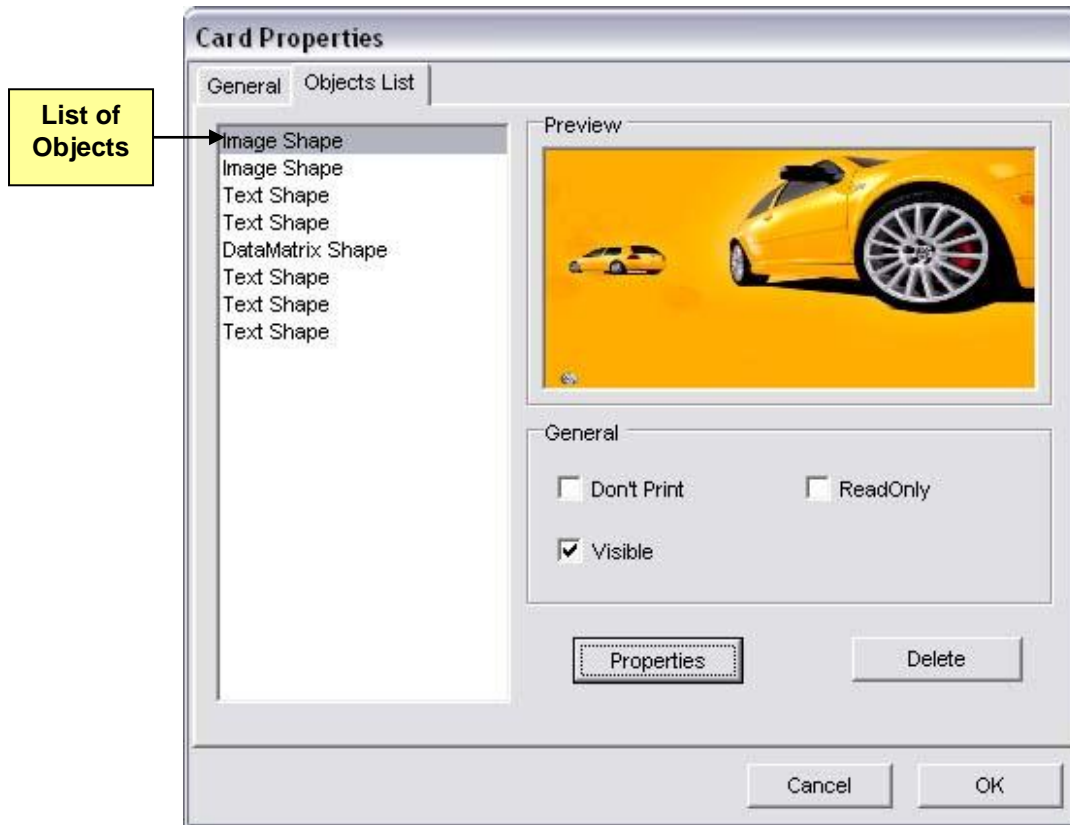 Card Properties
General
Objects List
List of
Objects
Image Shape
Image Shape
Text Shape
Text Shape
DataMatrix Shape
Text Shape
Text Shape
Text Shape
Preview
General
Don't Print
ReadOnly
Visible
Properties
Delete
Cancel
OK